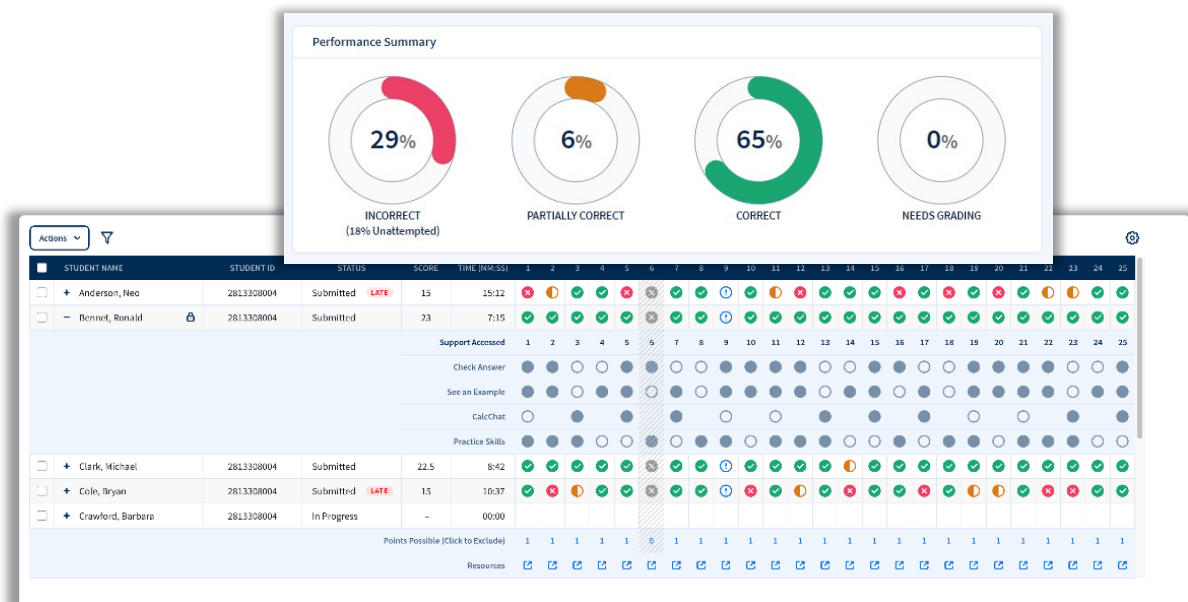 Performance Summary
29%
6%
65%
0%
INCORRECT
(18% Unattempted)
PARTIALLY CORRECT
CORRECT
NEEDS GRADING
Actions
STUDENT NAME STUDENT ID STATUS SCORE TIME (MM:SS) 1 2 3 4 5 6 7 8 9 10 11 12 13 14 15 16 17 18 19 20 21 22 23 24 25
+ Anderson, Neo 2813308004 Submitted LATE 15 15:12
− Bennet, Ronald 2813308004 Submitted 23 7:15
Support Accessed 1 2 3 4 5 6 7 8 9 10 11 12 13 14 15 16 17 18 19 20 21 22 23 24 25
Check Answer
See an Example
CalcChat
Practice Skills
+ Clark, Michael 2813308004 Submitted 22.5 8:42
+ Cole, Bryan 2813308004 Submitted LATE 15 10:37
+ Crawford, Barbara 2813308004 In Progress – 00:00
Points Possible (Click to Exclude) 1 1 1 1 1 0 1 1 1 1 1 1 1 1 1 1 1 1 1 1 1 1 1 1 1
Resources